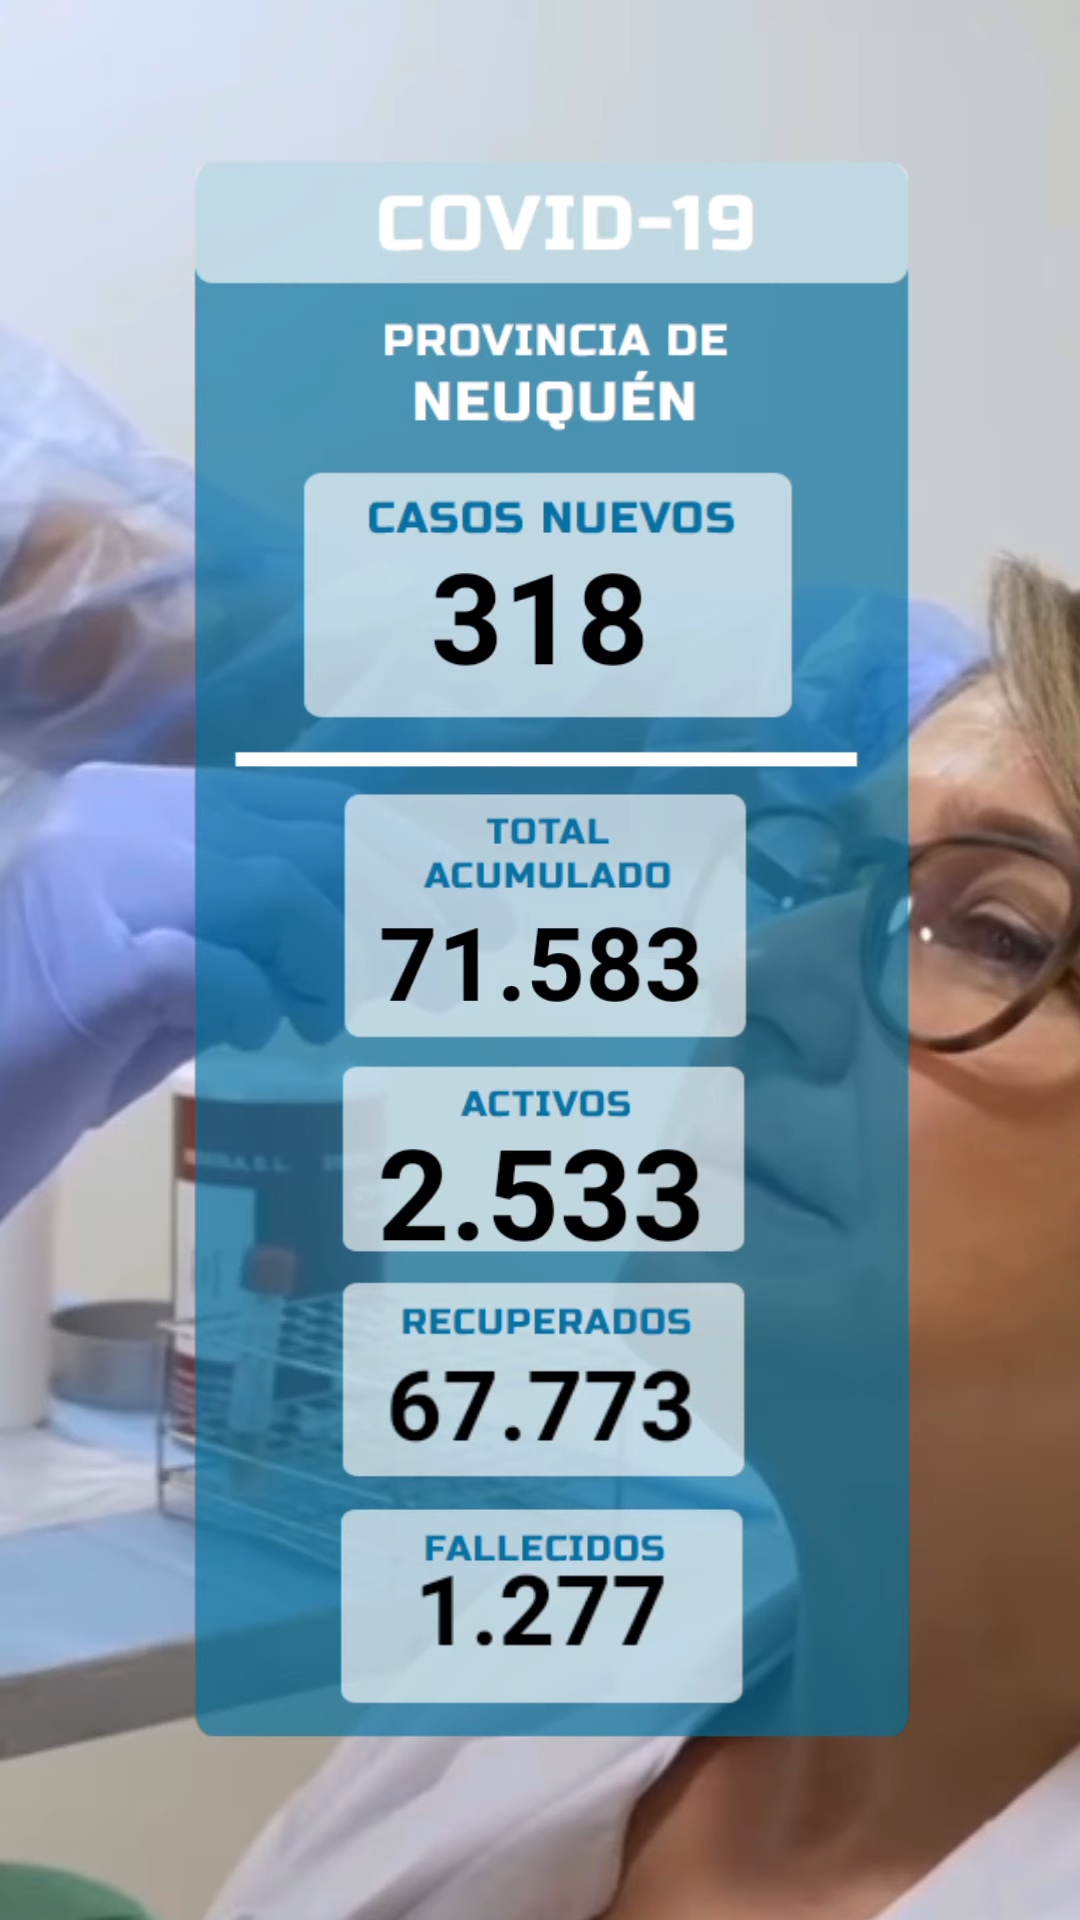 COVID-19
PROVINCIA DE
NEUQUÉN
CASOS NUEVOS
318
TOTAL
ACUMULADO
71.583
ACTIVOS
2.533
RECUPERADOS
67.773
FALLECIDOS
1.277